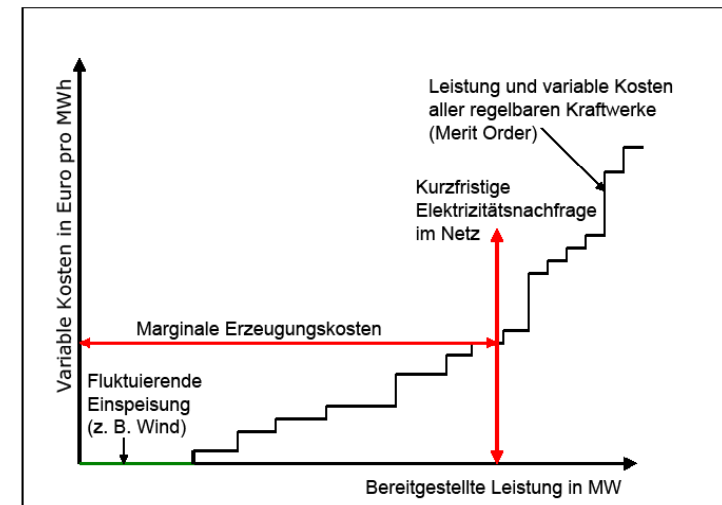 Variable Kosten in Euro pro MWh
Leistung und variable Kosten
aller regelbaren Kraftwerke
(Merit Order)
Kurzfristige
Elektrizitätsnachfrage
im Netz
Marginale Erzeugungskosten
Fluktuierende
Einspeisung
(z. B. Wind)
Bereitgestellte Leistung in MW